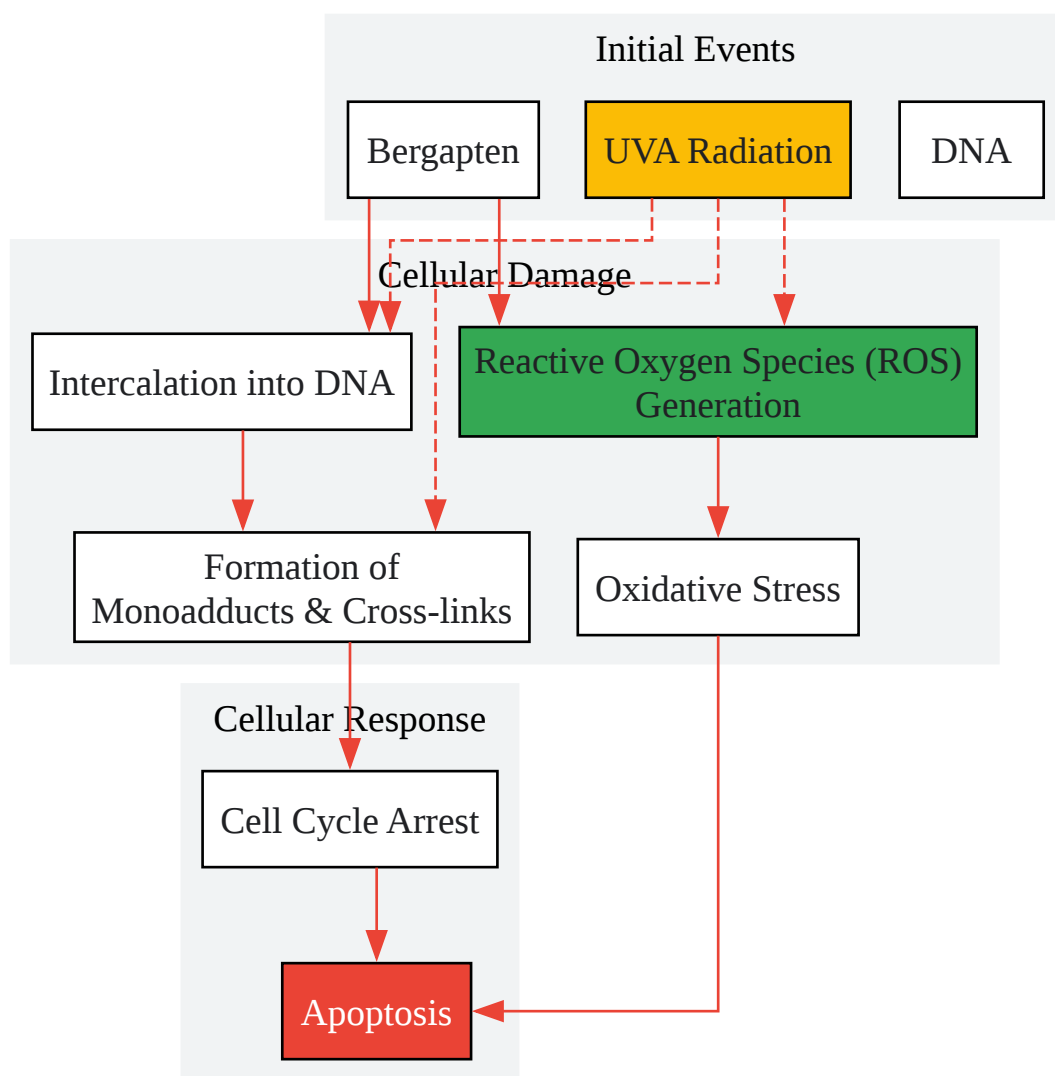 Initial Events
Bergapten
UVA Radiation
DNA
Cellular Damage
Intercalation into DNA
Reactive Oxygen Species (ROS)
Generation
Formation of
Monoadducts & Cross-links
Oxidative Stress
Cellular Response
Cell Cycle Arrest
Apoptosis